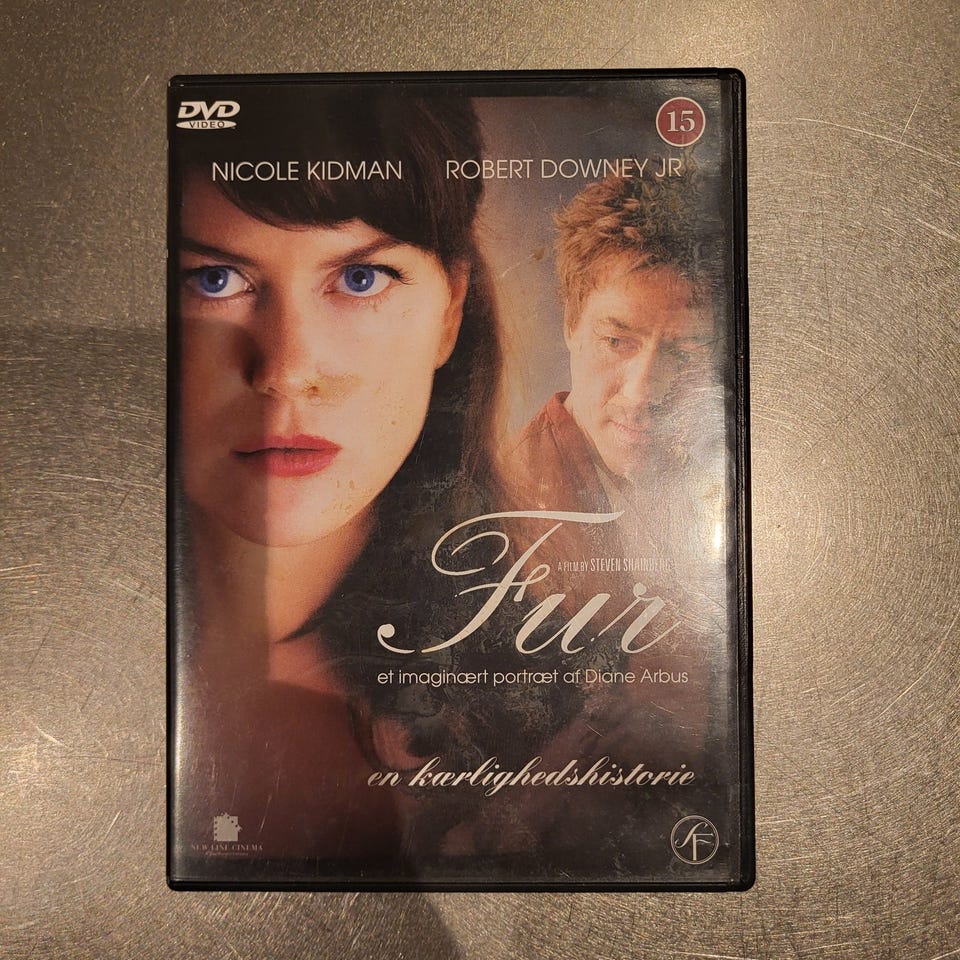 DVD
VIDEO
15
NICOLE KIDMAN ROBERT DOWNEY JR
A FILM BY STEVEN SHAINBERG
Fur
et imaginært portræt af Diane Arbus
en kærlighedshistorie
NEW LINE CINEMA
SF